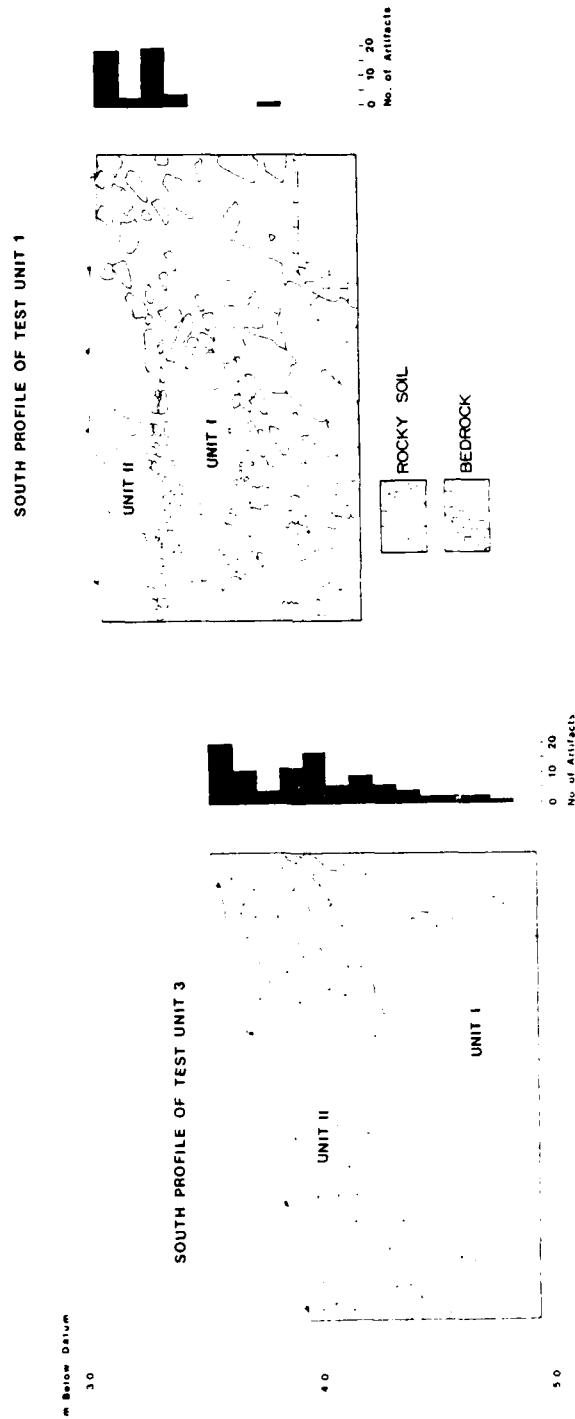 SOUTH PROFILE OF TEST UNIT 1
UNIT II
UNIT I
0 10 20
No. of Artifacts
ROCKY SOIL
BEDROCK
SOUTH PROFILE OF TEST UNIT 3
UNIT II
UNIT I
0 10 20
No of Artifacts
m Below Datum
3 0
4 0
5 0